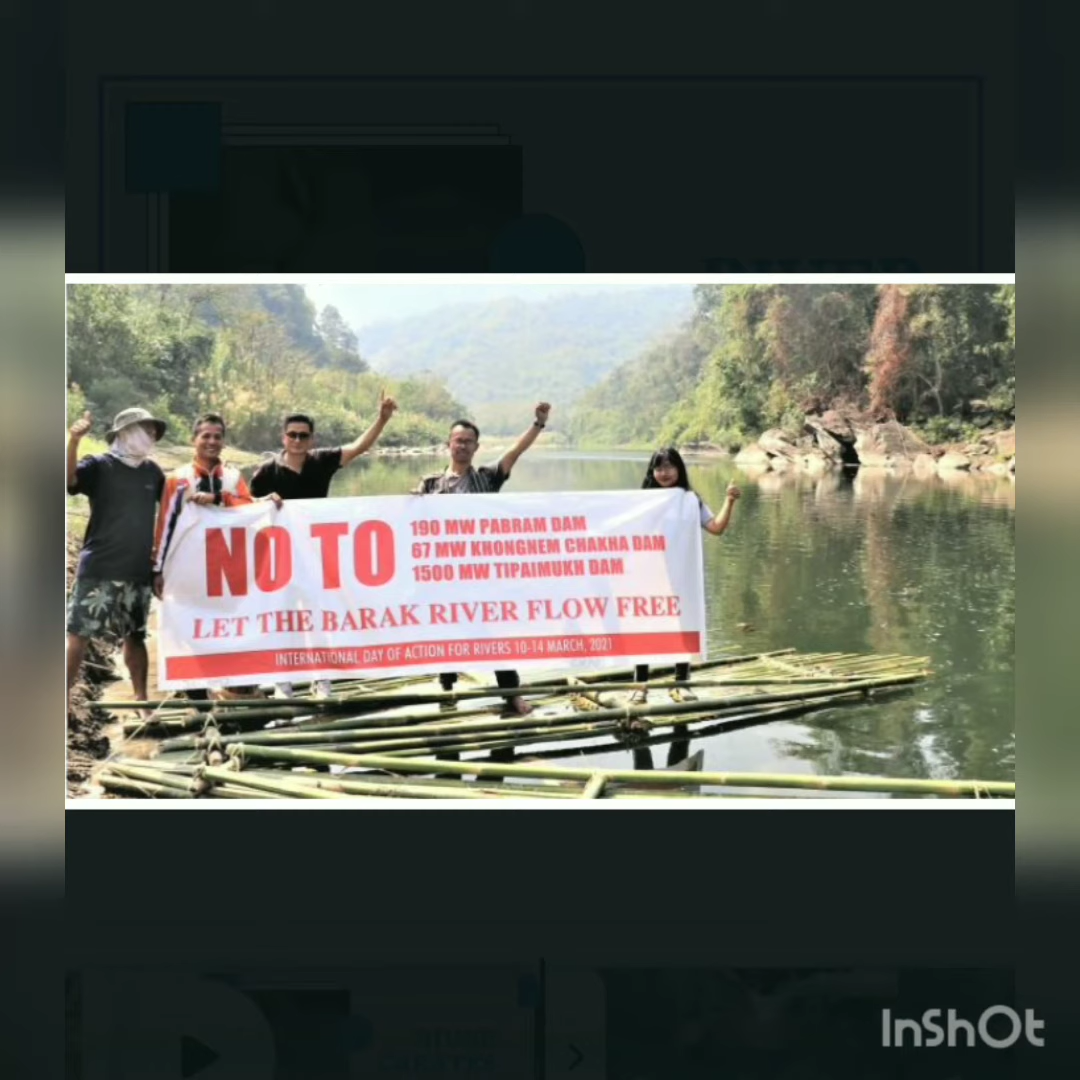 NO TO
190 MW PABRAM DAM
67 MW KHONGNEM CHAKHA DAM
1500 MW TIPAIMUKH DAM
LET THE BARAK RIVER FLOW FREE
INTERNATIONAL DAY OF ACTION FOR RIVERS 10-14 MARCH, 2021
InShOt